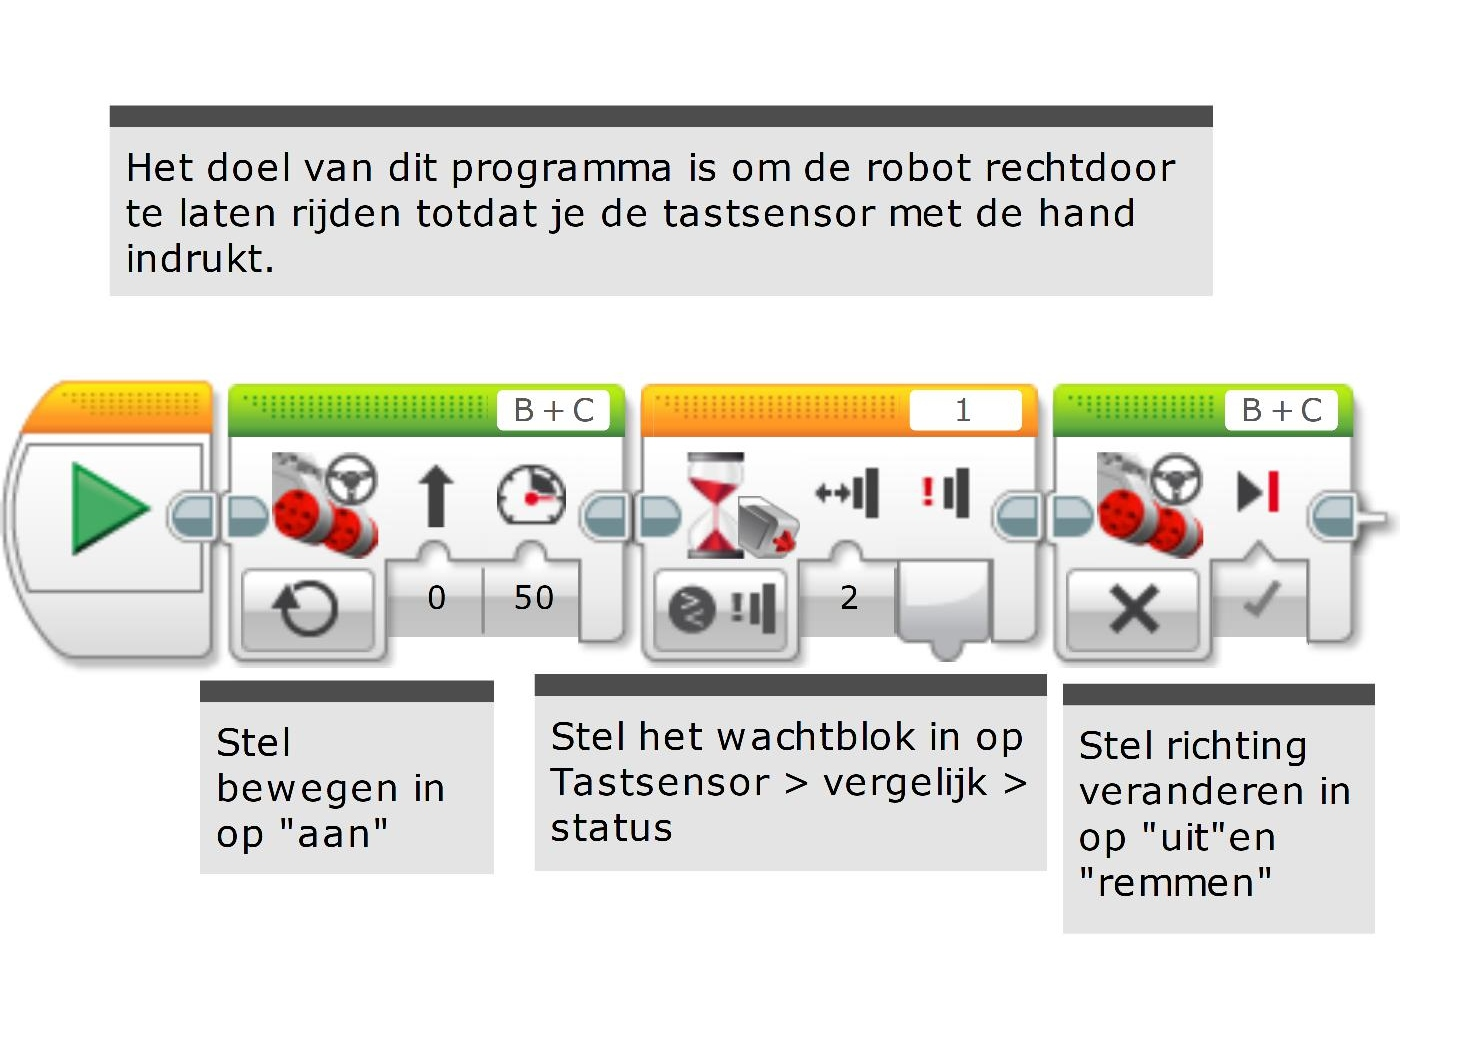 Het doel van dit programma is om de robot rechtdoor
te laten rijden totdat je de tastsensor met de hand
indrukt.
B + C
1
B + C
0
50
2
Stel
bewegen in
op "aan"
Stel het wachtblok in op
Tastsensor > vergelijk >
status
Stel richting
veranderen in
op "uit"en
"remmen"